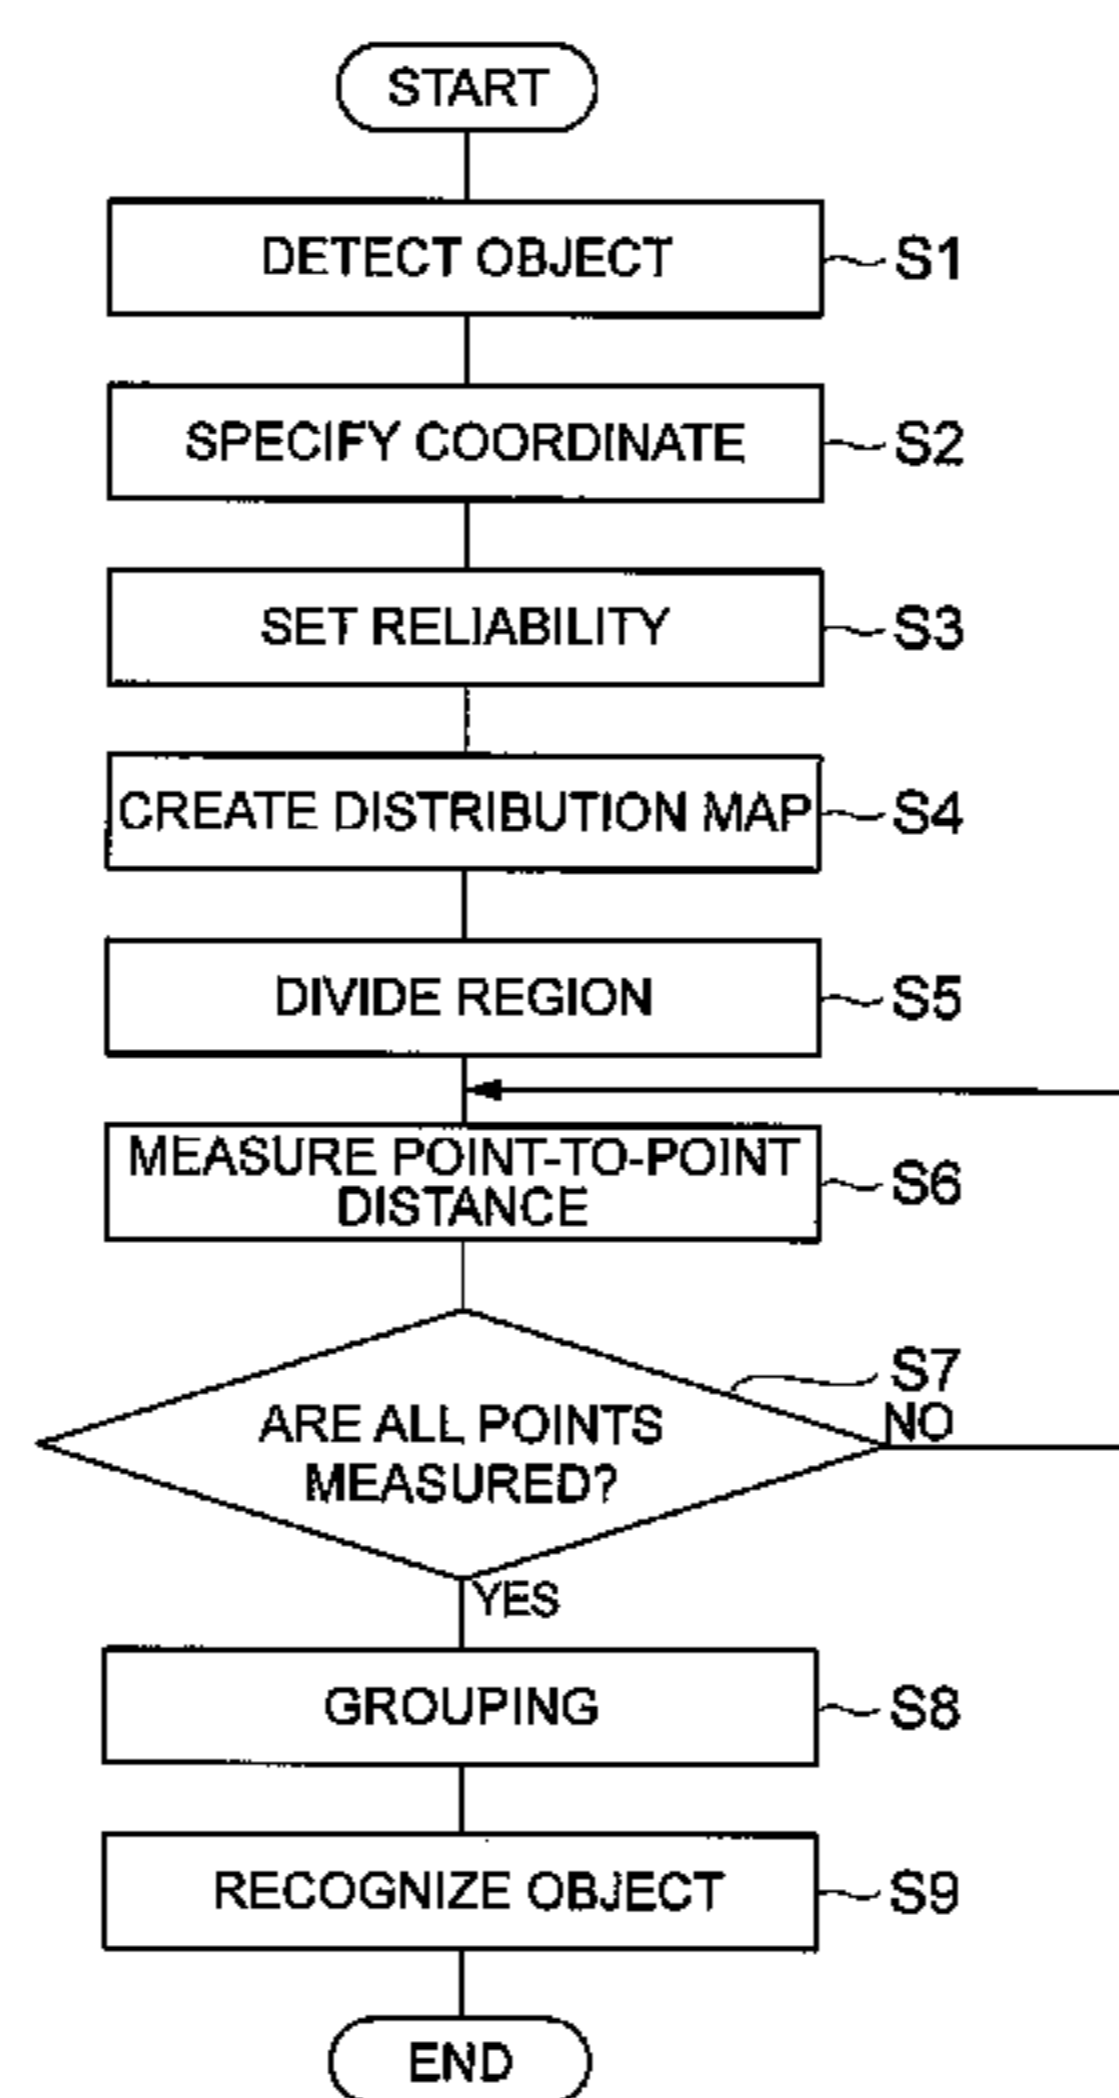 START
DETECT OBJECT
S1
SPECIFY COORDINATE
S2
SET RELIABILITY
S3
CREATE DISTRIBUTION MAP
S4
DIVIDE REGION
S5
MEASURE POINT-TO-POINT
DISTANCE
S6
S7
ARE ALL POINTS
MEASURED?
NO
YES
GROUPING
S8
RECOGNIZE OBJECT
S9
END